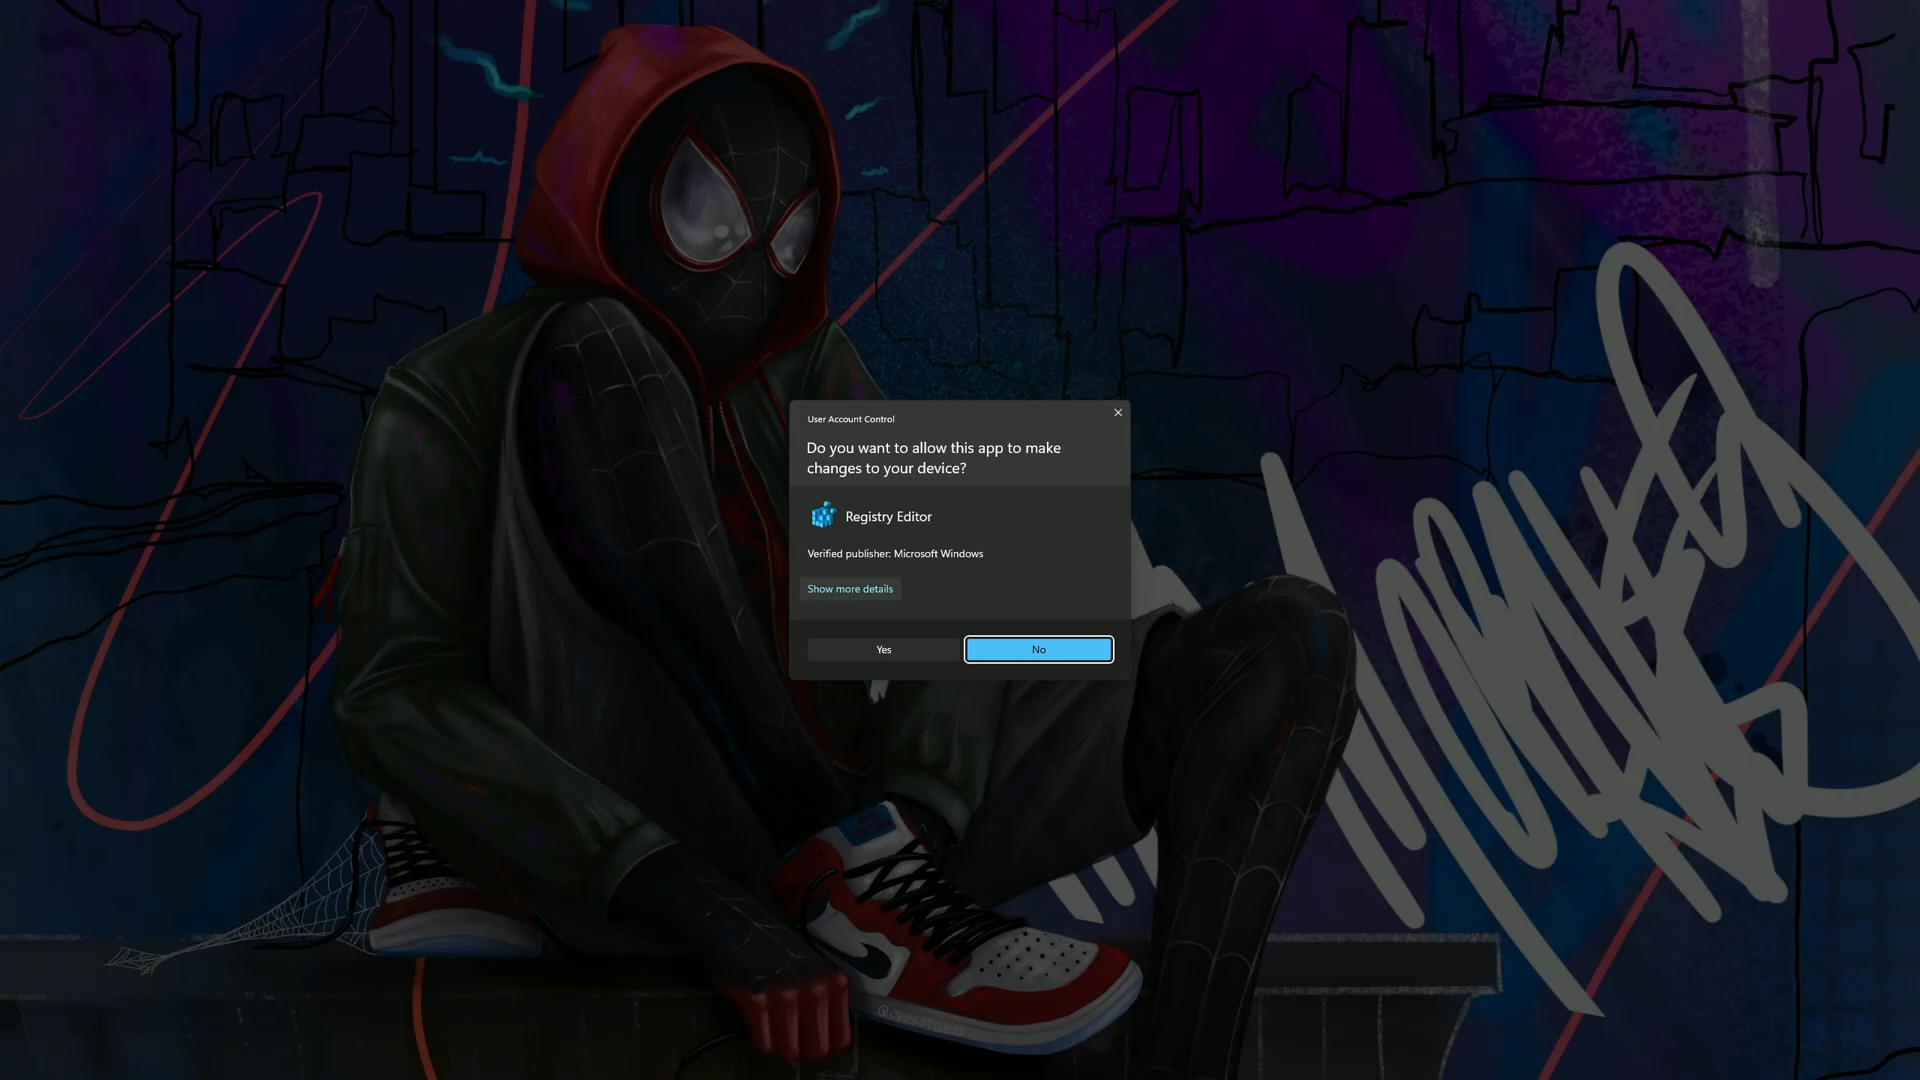 User Account Control
Do you want to allow this app to make
changes to your device?
Registry Editor
Verified publisher: Microsoft Windows
Show more details
Yes
No